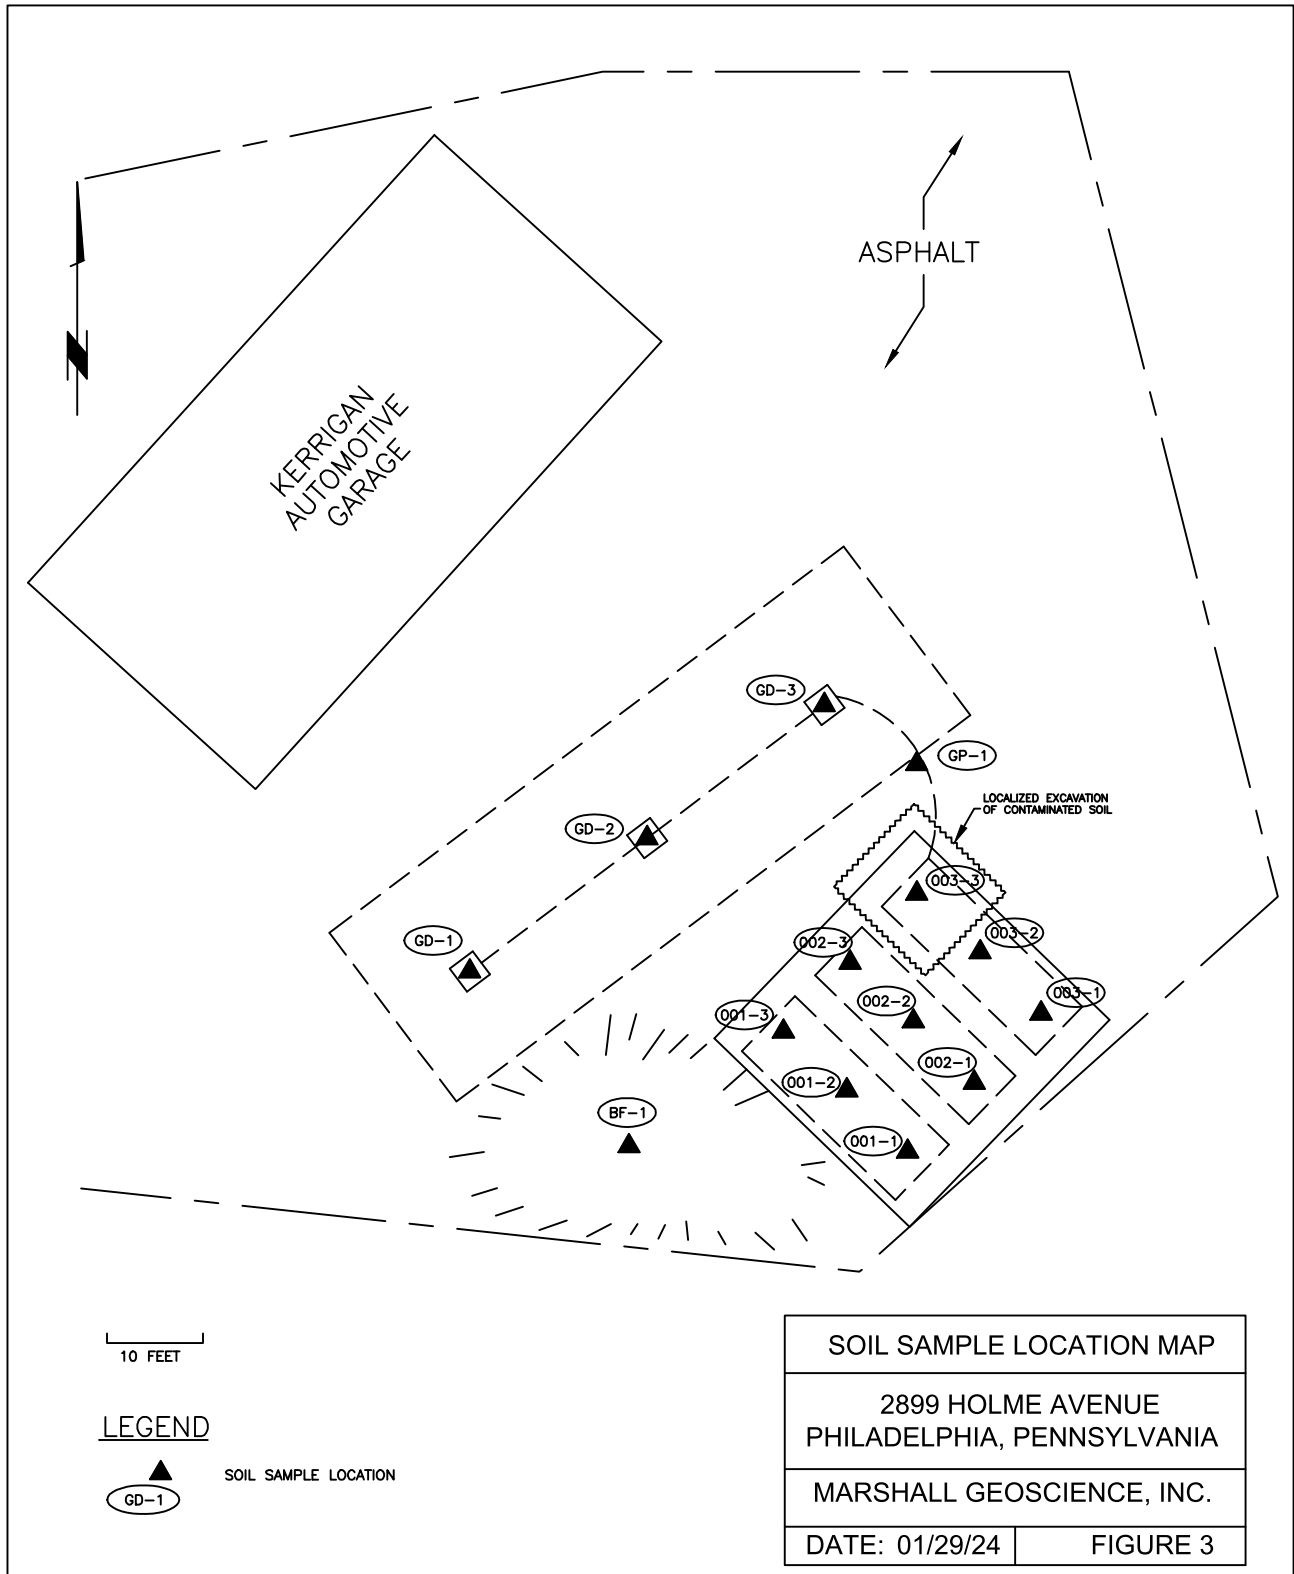 N
ASPHALT
KERRIGAN
AUTOMOTIVE
GARAGE
GD-3
GP-1
LOCALIZED EXCAVATION
OF CONTAMINATED SOIL
GD-2
003-3
GD-1
002-3
003-2
002-2
003-1
001-3
002-1
001-2
BF-1
001-1
10 FEET
LEGEND
SOIL SAMPLE LOCATION
GD-1
SOIL SAMPLE LOCATION MAP
2899 HOLME AVENUE
PHILADELPHIA, PENNSYLVANIA
MARSHALL GEOSCIENCE, INC.
DATE: 01/29/24
FIGURE 3